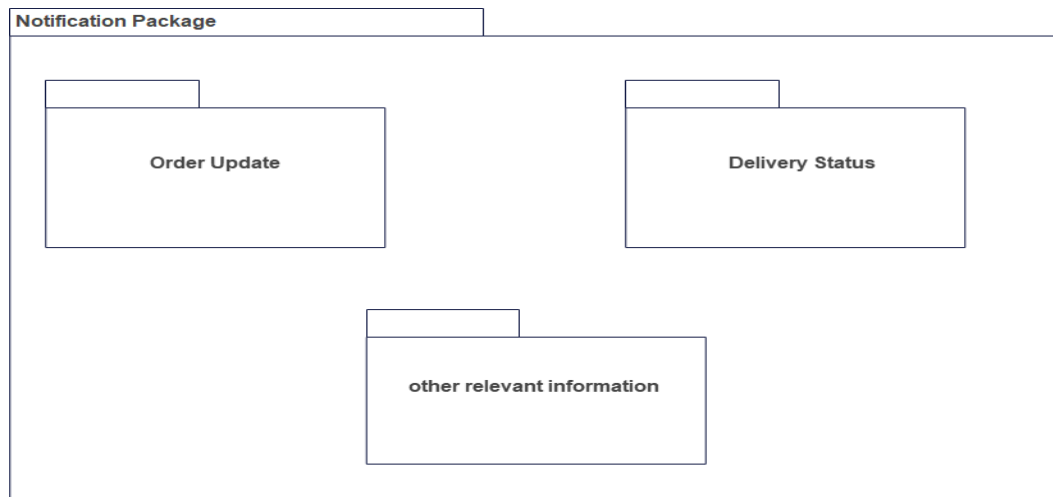 Notification Package
Order Update
Delivery Status
other relevant information